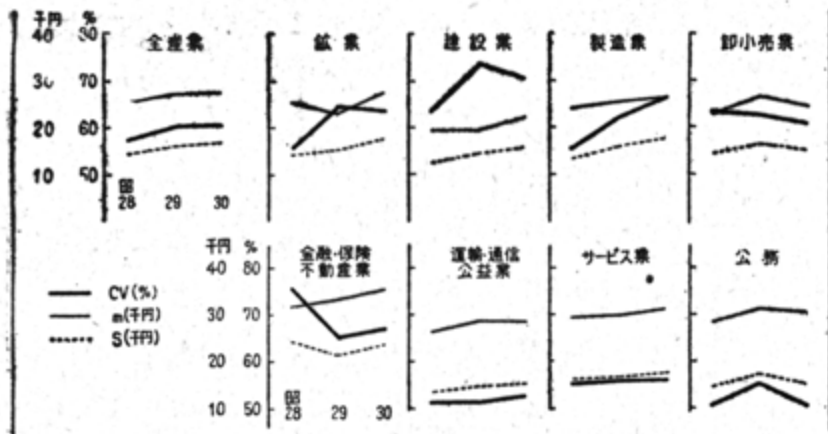 千円 %
40 80
30 70
20 60
10 50
全産業
昭
28 29 30
鉱業
建設業
製造業
卸小売業
千円 %
40 80
30 70
20 60
10 50
金融・保険
不動産業
昭
28 29 30
運輸・通信
公益業
サービス業
公務
CV(%)
m(千円)
S(千円)